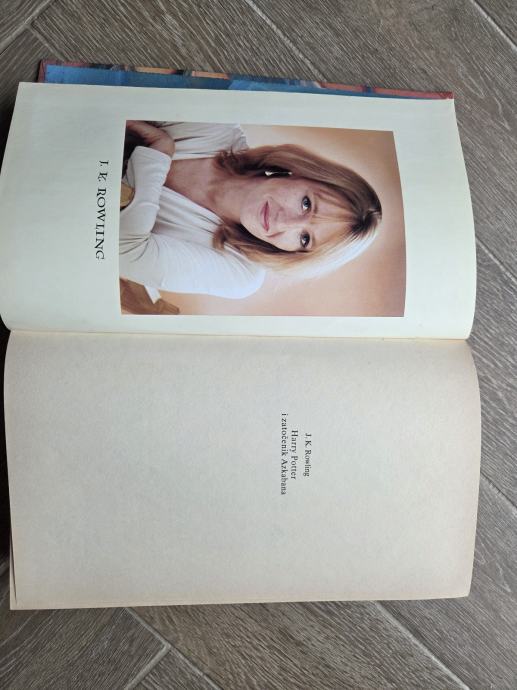 J. K. ROWLING
J. K. Rowling
Harry Potter
i zatočenik Azkabana